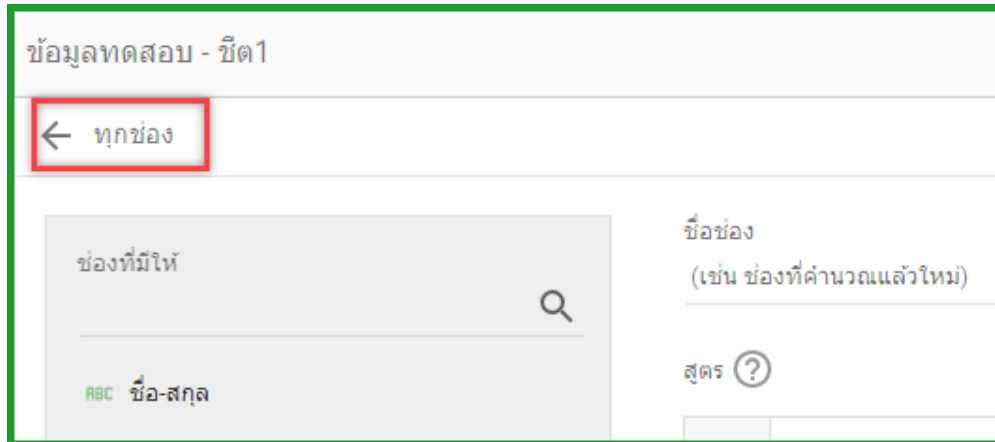 ข้อมูลทดสอบ - ชีต1
← ทุกช่อง
ช่องที่มีให้
ABC ชื่อ-สกุล
ชื่อช่อง
(เช่น ช่องที่คำนวณแล้วใหม่)
สูตร ?